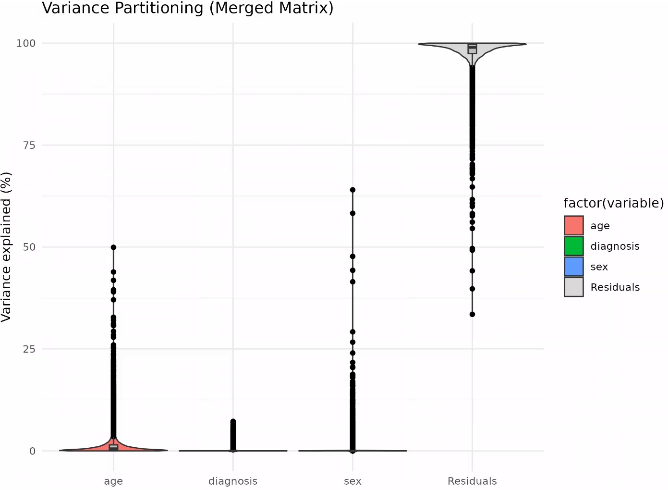 Variance Partitioning (Merged Matrix)
Variance explained (%)
100
75
50
25
0
age
diagnosis
sex
Residuals
factor(variable)
age
diagnosis
sex
Residuals